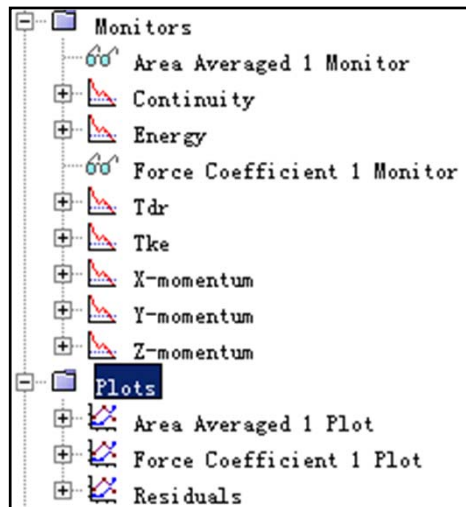 Monitors
Area Averaged 1 Monitor
Continuity
Energy
Force Coefficient 1 Monitor
Tdr
Tke
X-momentum
Y-momentum
Z-momentum
Plots
Area Averaged 1 Plot
Force Coefficient 1 Plot
Residuals